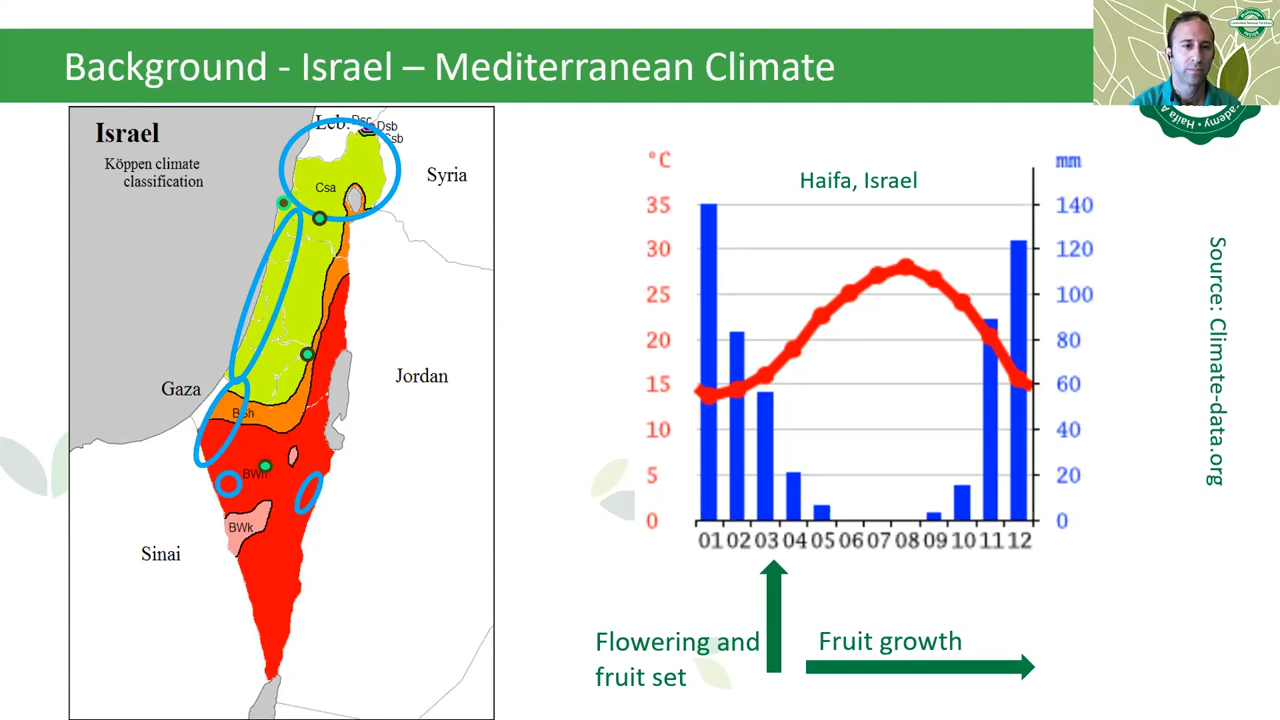 Background - Israel – Mediterranean Climate
Israel
Köppen climate
classification
Leb.
Dsc
Dsb
Csb
Syria
Csa
Gaza
Jordan
BSh
BWh
BWk
Sinai
°C
mm
Haifa, Israel
35
30
25
20
15
10
5
0
140
120
100
80
60
40
20
0
01 02 03 04 05 06 07 08 09 10 11 12
Source: Climate-data.org
Flowering and
fruit set
Fruit growth